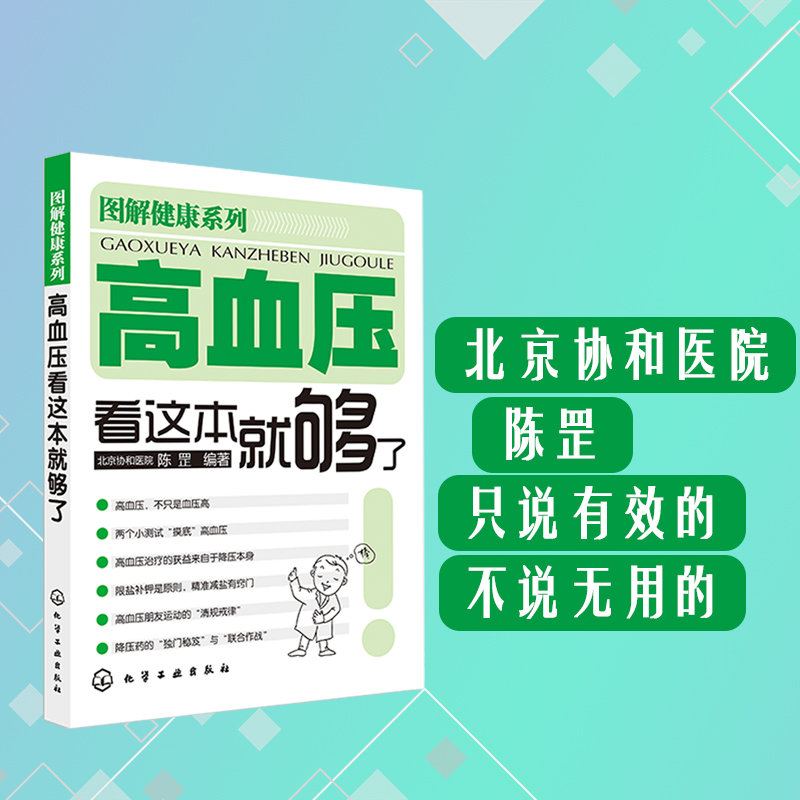 图解健康系列
高血压看这本就够了
化学工业出版社
图解健康系列
GAOXUEYA KANZHEBEN JIUGOULE
高血压
看这本就够了
北京协和医院 陈罡 编著
高血压,不只是血压高
两个小测试“摸底”高血压
高血压治疗的获益来自于降压本身
限盐补钾是原则,精准减盐有窍门
高血压朋友运动的“清规戒律”
降压药的“独门秘笈”与“联合作战”
化学工业出版社
北京协和医院
陈罡
只说有效的
不说无用的